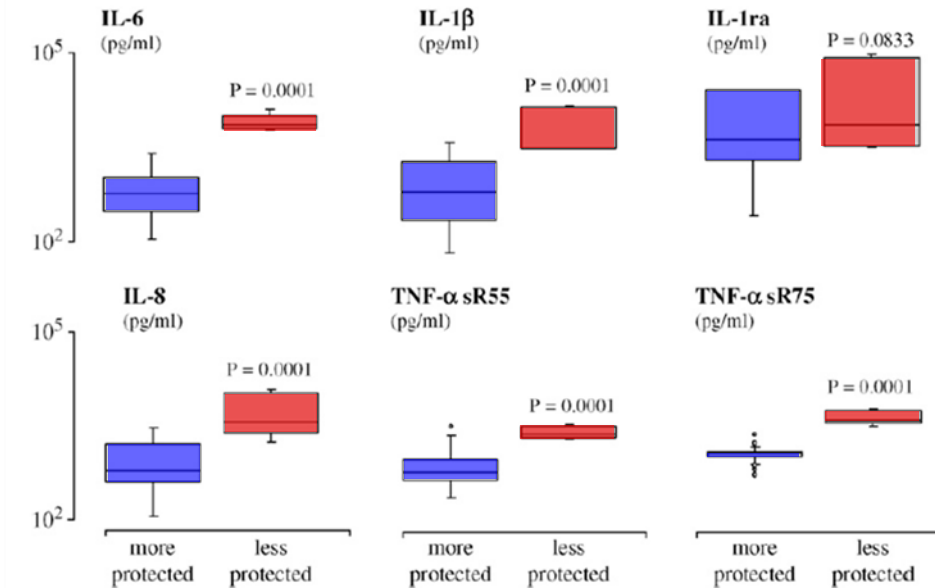 IL-6
(pg/ml)
IL-1β
(pg/ml)
IL-1ra
(pg/ml)
10⁵
P = 0.0001
P = 0.0001
P = 0.0833
10²
IL-8
(pg/ml)
TNF-α sR55
(pg/ml)
TNF-α sR75
(pg/ml)
10⁵
P = 0.0001
P = 0.0001
P = 0.0001
10²
more
protected
less
protected
more
protected
less
protected
more
protected
less
protected